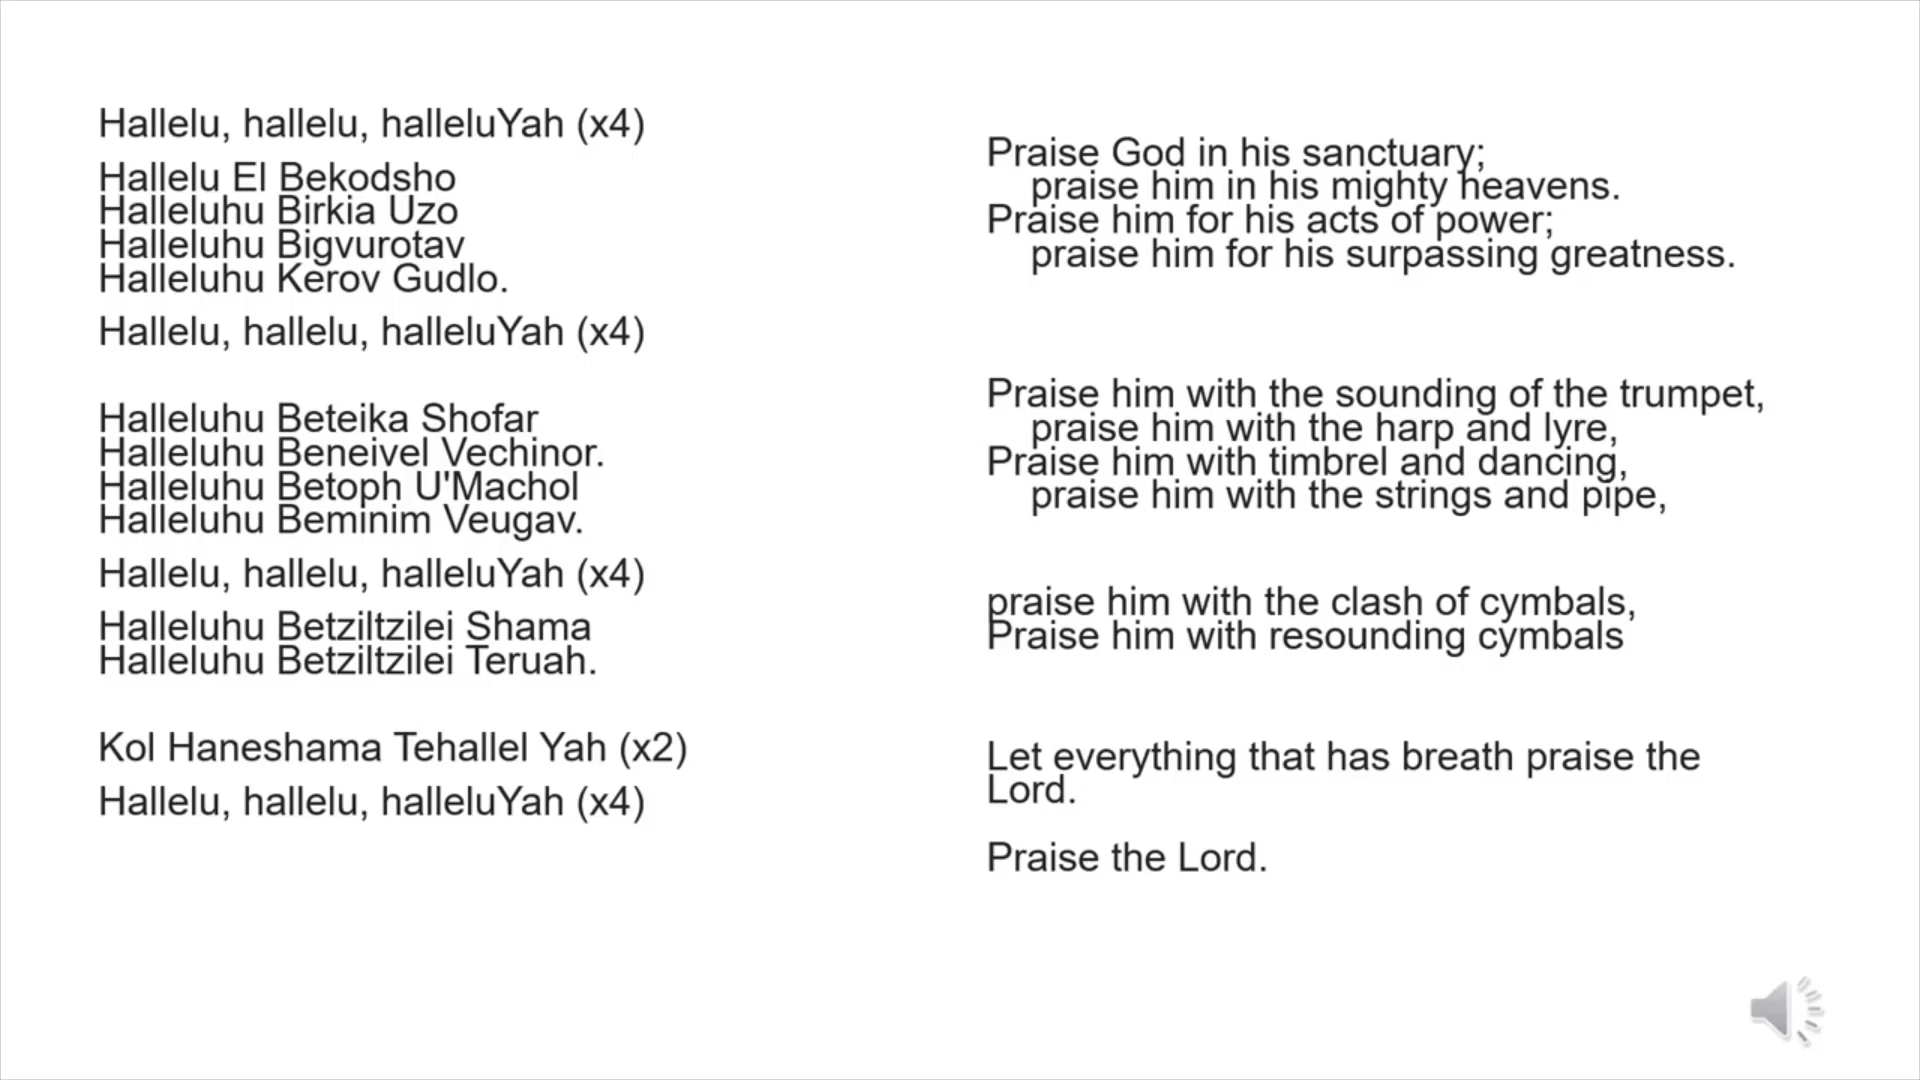 Hallelu, hallelu, halleluYah (x4)
Hallelu El Bekodsho
Halleluhu Birkia Uzo
Halleluhu Bigvurotav
Halleluhu Kerov Gudlo.
Hallelu, hallelu, halleluYah (x4)
Halleluhu Beteika Shofar
Halleluhu Beneivel Vechinor.
Halleluhu Betoph U'Machol
Halleluhu Beminim Veugav.
Hallelu, hallelu, halleluYah (x4)
Halleluhu Betziltzilei Shama
Halleluhu Betziltzilei Teruah.
Kol Haneshama Tehallel Yah (x2)
Hallelu, hallelu, halleluYah (x4)
Praise God in his sanctuary;
praise him in his mighty heavens.
Praise him for his acts of power;
praise him for his surpassing greatness.
Praise him with the sounding of the trumpet,
praise him with the harp and lyre,
Praise him with timbrel and dancing,
praise him with the strings and pipe,
praise him with the clash of cymbals,
Praise him with resounding cymbals
Let everything that has breath praise the
Lord.
Praise the Lord.